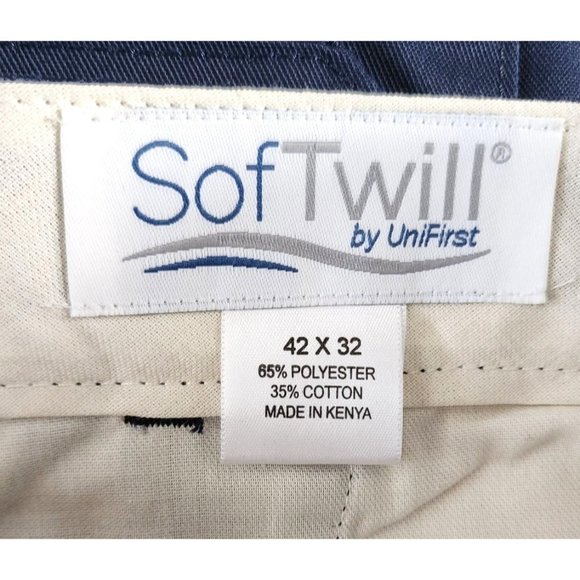 SofTwill®
by UniFirst
42 X 32
65% POLYESTER
35% COTTON
MADE IN KENYA